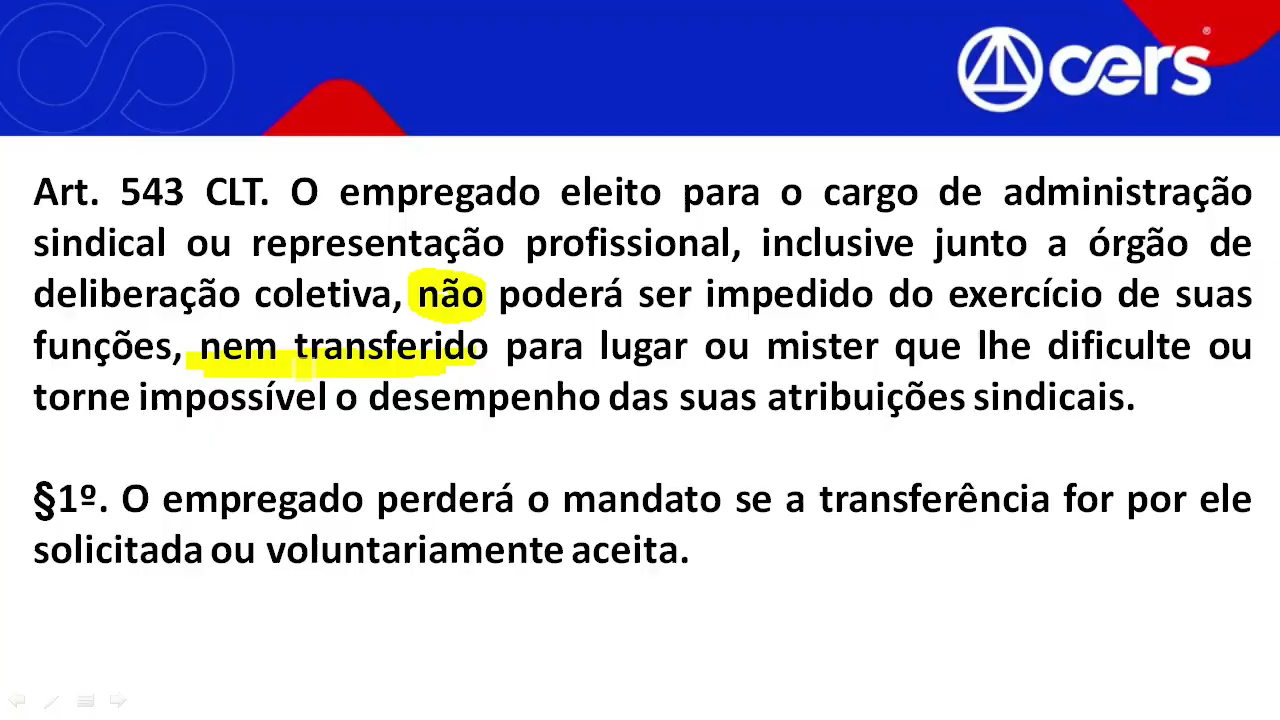 cers
Art. 543 CLT. O empregado eleito para o cargo de administração
sindical ou representação profissional, inclusive junto a órgão de
deliberação coletiva, não poderá ser impedido do exercício de suas
funções, nem transferido para lugar ou mister que lhe dificulte ou
torne impossível o desempenho das suas atribuições sindicais.
§1º. O empregado perderá o mandato se a transferência for por ele
solicitada ou voluntariamente aceita.